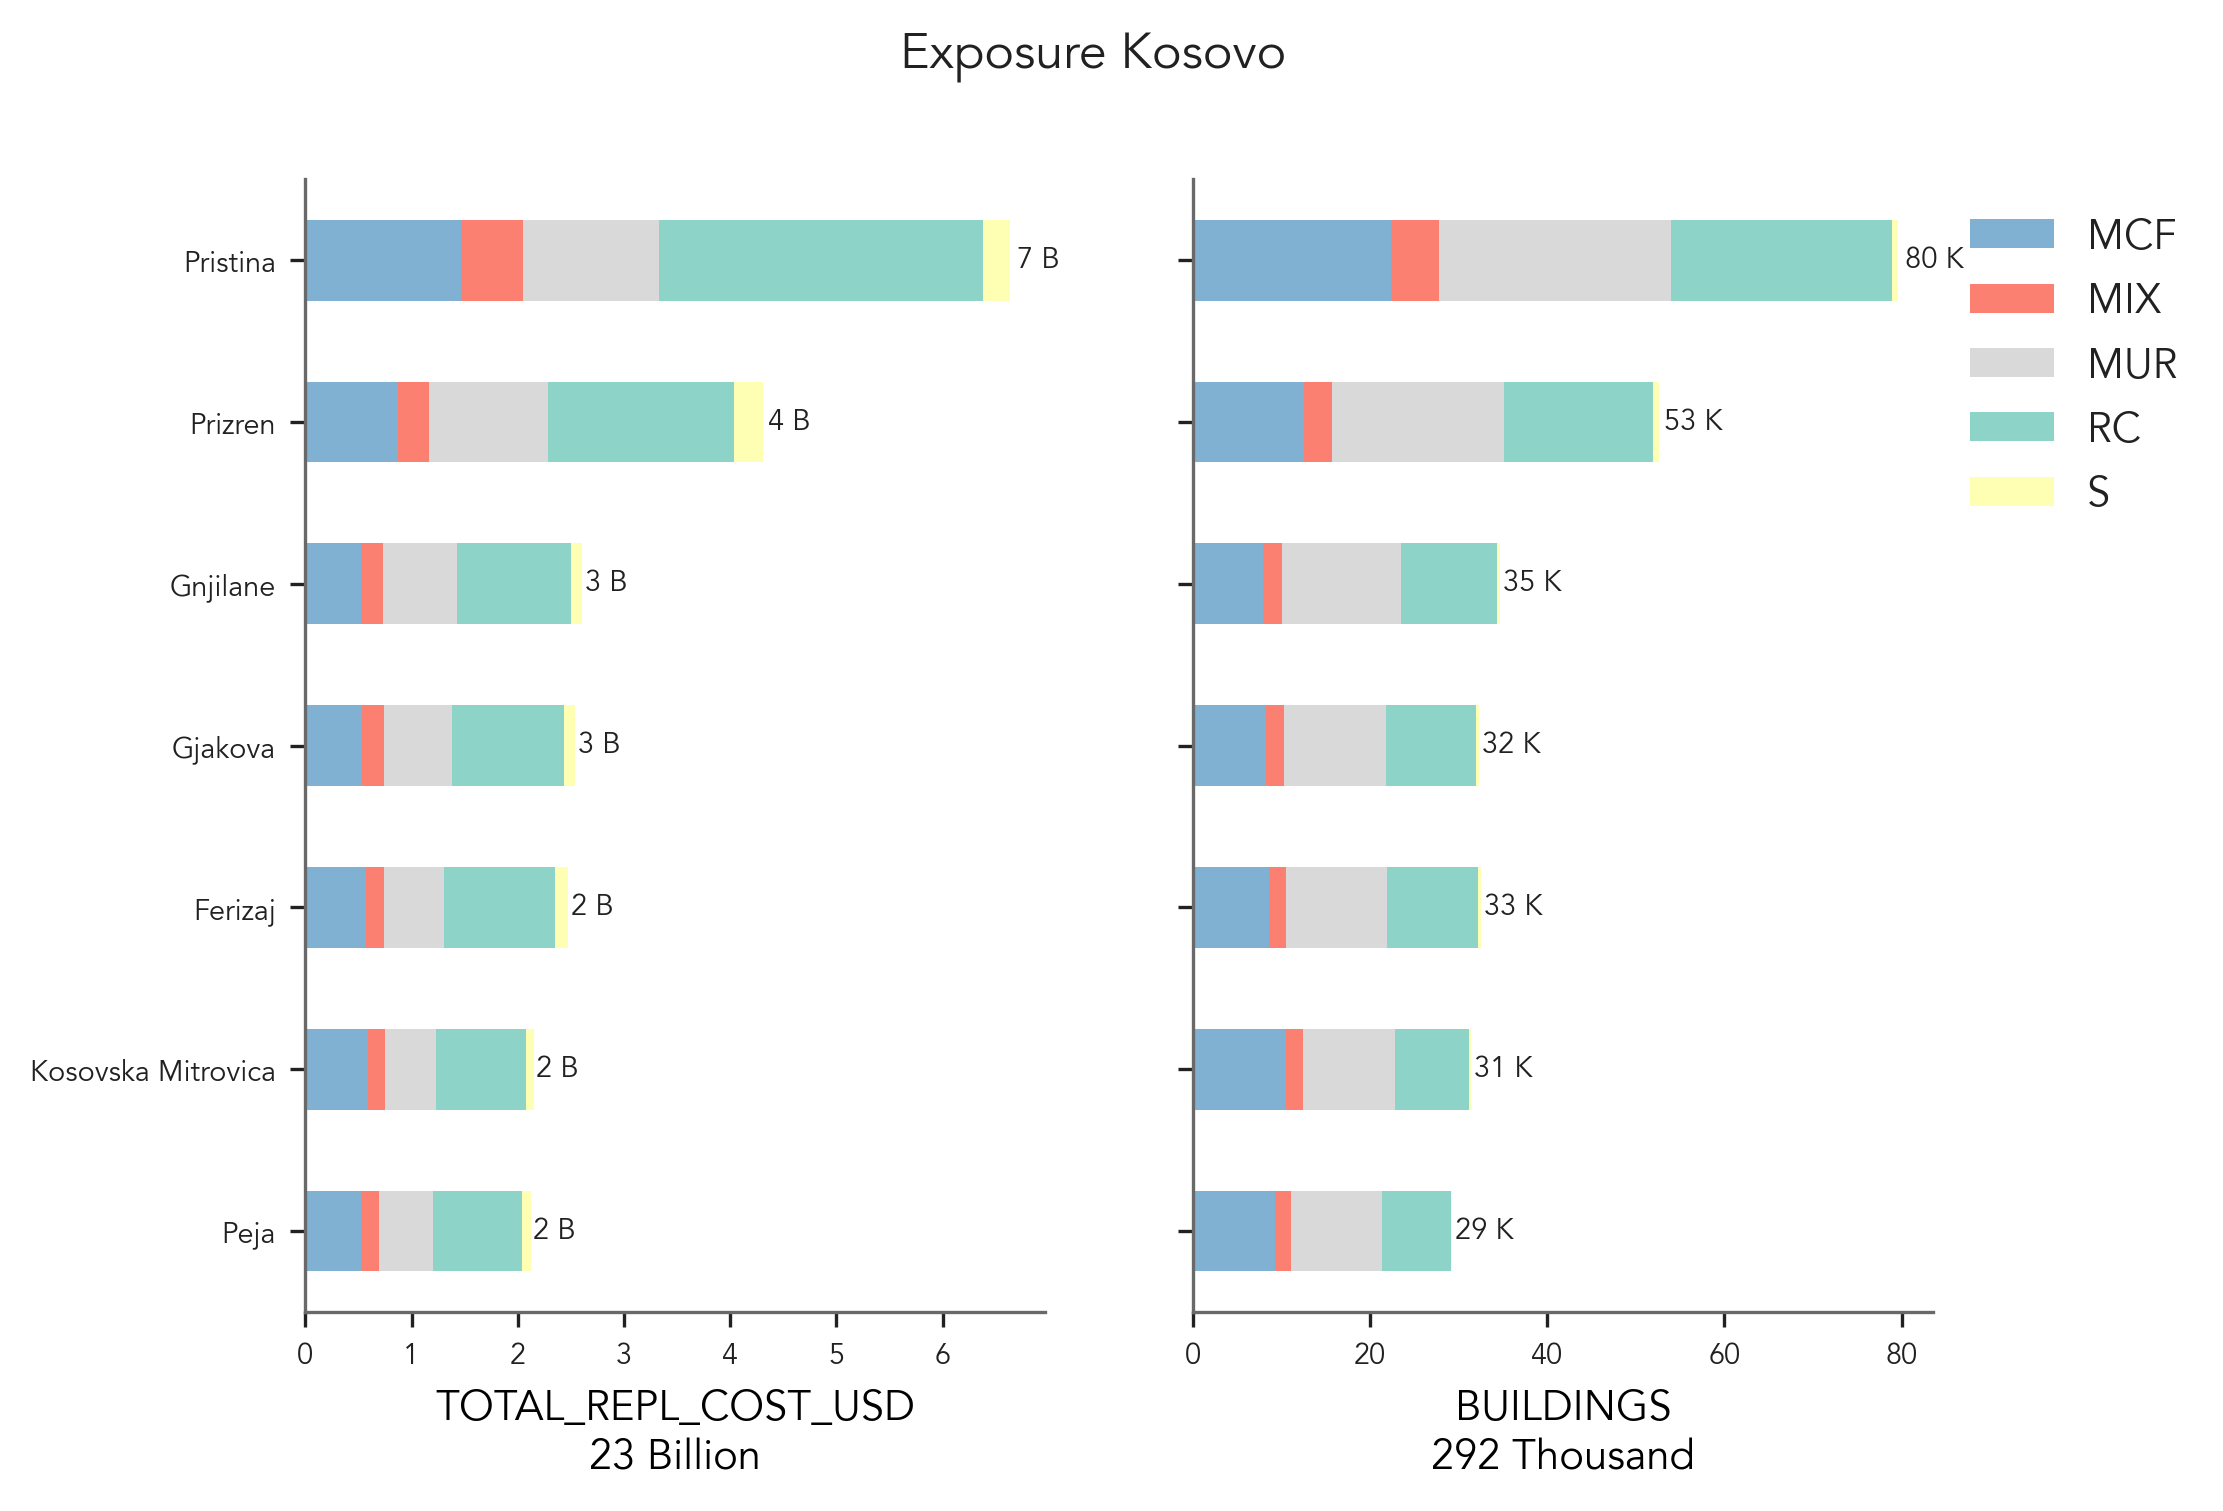 Exposure Kosovo
Pristina
Prizren
Gnjilane
Gjakova
Ferizaj
Kosovska Mitrovica
Peja
7 B
4 B
3 B
3 B
2 B
2 B
2 B
0 1 2 3 4 5 6
TOTAL_REPL_COST_USD
23 Billion
80 K
53 K
35 K
32 K
33 K
31 K
29 K
0 20 40 60 80
BUILDINGS
292 Thousand
MCF
MIX
MUR
RC
S